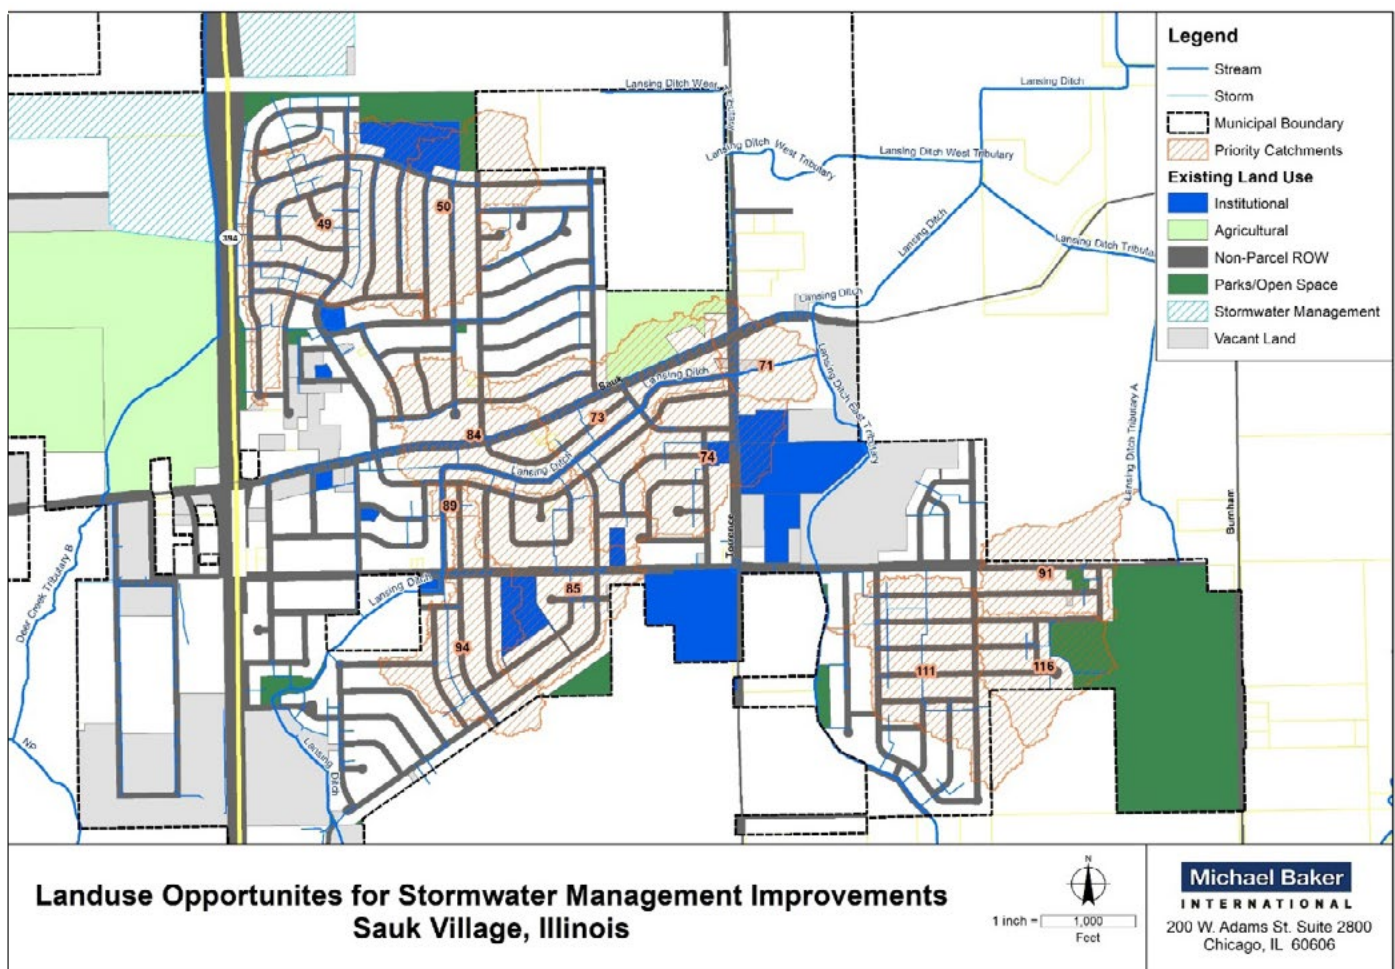 Legend
Stream
Storm
Municipal Boundary
Priority Catchments
Existing Land Use
Institutional
Agricultural
Non-Parcel ROW
Parks/Open Space
Stormwater Management
Vacant Land
Lansing Ditch West
Tributary
Lansing Ditch
Lansing Ditch West Tributary
Lansing Ditch West Tributary
Lansing Ditch
Lansing Ditch Tributa
Lansing Ditch
394
49
50
71
73
84
74
89
85
94
91
111
116
Sauk
Lansing Ditch
Lansing Ditch East Tributary
Lansing Ditch
Lansing Ditch Tributary A
Torrence
Burnham
Lansing Ditch
Deer Creek Tributary B
Lansing Ditch
NP
Landuse Opportunites for Stormwater Management Improvements
Sauk Village, Illinois
N
1 inch = 1,000
Feet
Michael Baker
INTERNATIONAL
200 W. Adams St. Suite 2800
Chicago, IL 60606